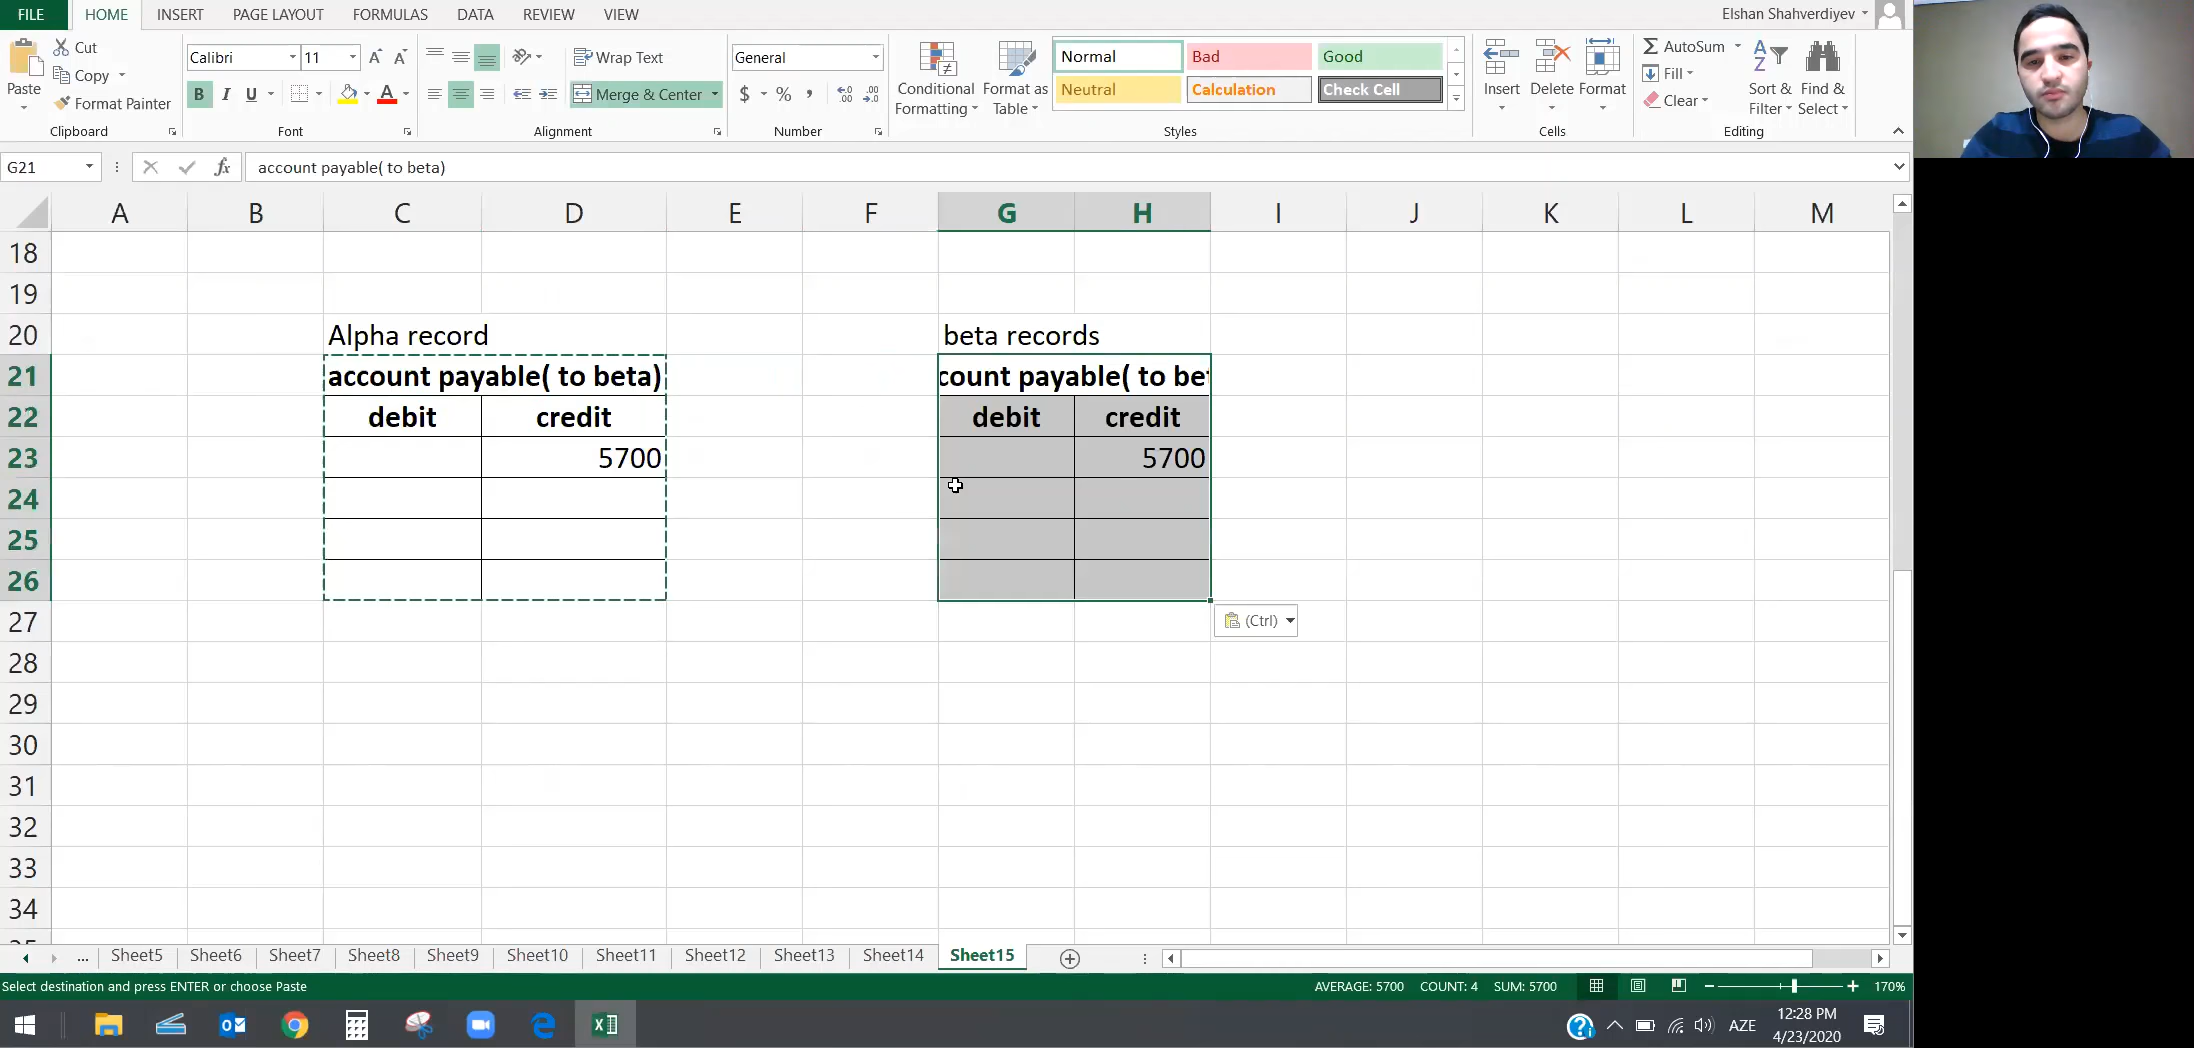 FILE HOME INSERT PAGE LAYOUT FORMULAS DATA REVIEW VIEW Elshan Shahverdiyev
Paste Cut Copy Format Painter Clipboard
Calibri 11 A A B I U A Font
Wrap Text Merge & Center Alignment
General $ % , .0 .00 .00 .0 Number
Conditional Formatting Format as Table
Normal Bad Good
Neutral Calculation Check Cell
Styles
Insert Delete Format Cells
AutoSum Fill Clear Sort & Filter Find & Select Editing
G21 fx account payable( to beta)
A B C D E F G H I J K L M
18
19
20 Alpha record beta records
21 account payable( to beta) count payable( to be
22 debit credit debit credit
23 5700 5700
24
25
26
27 (Ctrl)
28
29
30
31
32
33
34
... Sheet5 Sheet6 Sheet7 Sheet8 Sheet9 Sheet10 Sheet11 Sheet12 Sheet13 Sheet14 Sheet15
Select destination and press ENTER or choose Paste AVERAGE: 5700 COUNT: 4 SUM: 5700 170%
AZE 12:28 PM
4/23/2020